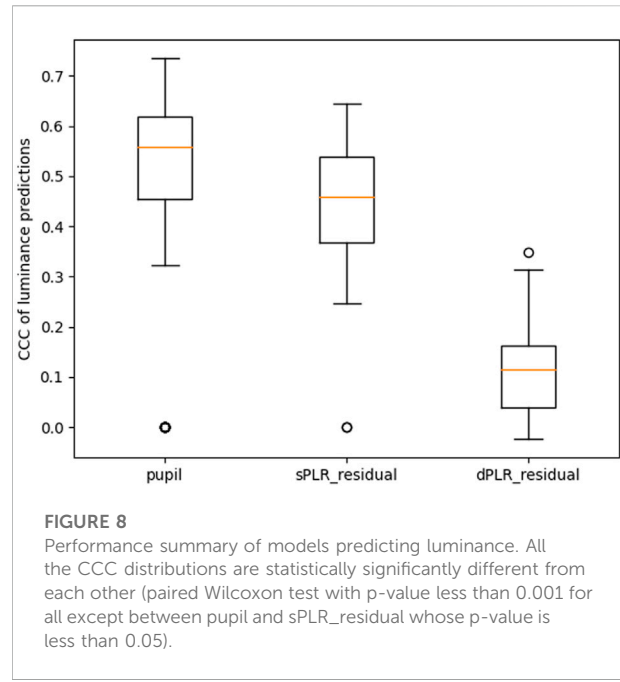 0.7
0.6
0.5
0.4
0.3
0.2
0.1
0.0
CCC of luminance predictions
pupil
sPLR_residual
dPLR_residual
FIGURE 8
Performance summary of models predicting luminance. All
the CCC distributions are statistically significantly different from
each other (paired Wilcoxon test with p-value less than 0.001 for
all except between pupil and sPLR_residual whose p-value is
less than 0.05).